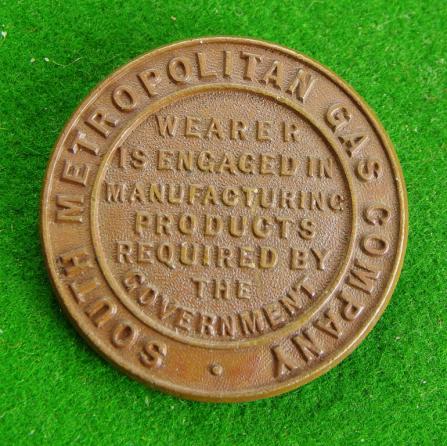 SOUTH METROPOLITAN GAS COMPANY
WEARER
IS ENGAGED IN
MANUFACTURING
PRODUCTS
REQUIRED BY
THE
GOVERNMENT